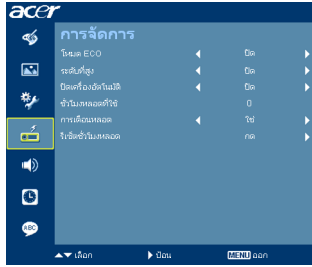 acer
การจัดการ
โหมด ECO ปิด
ระดับที่สูง ปิด
ปิดเครื่องอัตโนมัติ ปิด
ชั่วโมงหลอดที่ใช้ 0
การเตือนหลอด ใช่
รีเซ็ตชั่วโมงหลอด กด
ABC
▲▼ เลือก ▶ ป้อน MENU ออก